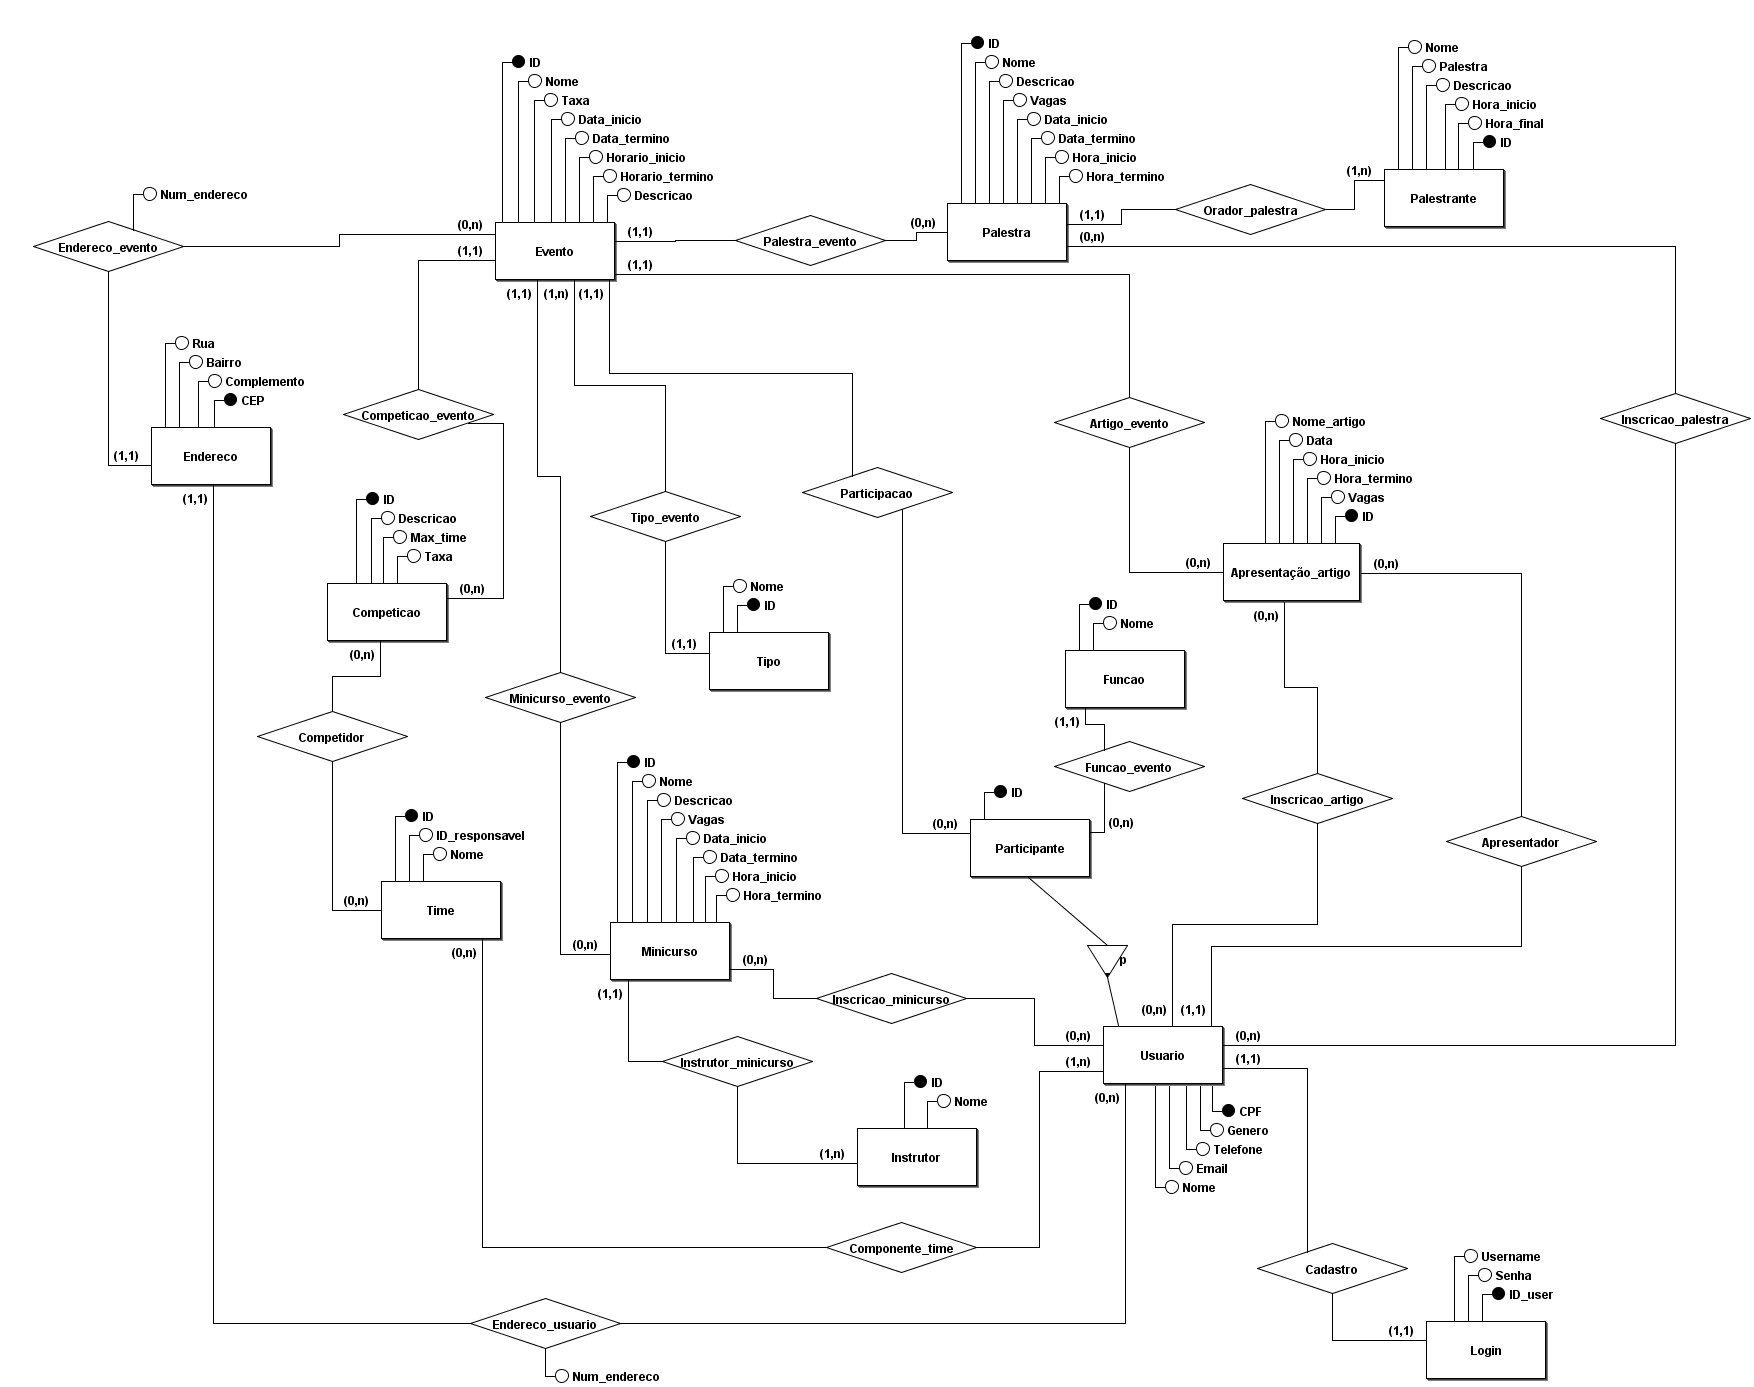 ID
Nome
Taxa
Data_inicio
Data_termino
Horario_inicio
Horario_termino
Descricao
(0,n)
(1,1)
Evento
(1,1)
(1,1)
(1,1)
(1,n)
(1,1)
Num_endereco
Endereco_evento
Palestra_evento
ID
Nome
Descricao
Vagas
Data_inicio
Data_termino
Hora_inicio
Hora_termino
(0,n)
Palestra
(1,1)
(0,n)
Orador_palestra
Nome
Palestra
Descricao
Hora_inicio
Hora_final
ID
(1,n)
Palestrante
Rua
Bairro
Complemento
CEP
(1,1)
Endereco
(1,1)
Competicao_evento
ID
Descricao
Max_time
Taxa
(0,n)
Competicao
(0,n)
Tipo_evento
Participacao
Artigo_evento
Inscricao_palestra
Nome
ID
(1,1)
Tipo
Nome_artigo
Data
Hora_inicio
Hora_termino
Vagas
ID
(0,n)
Apresentação_artigo
(0,n)
(0,n)
ID
Nome
Funcao
(1,1)
Funcao_evento
Minicurso_evento
Competidor
ID
ID_responsavel
Nome
(0,n)
Time
(0,n)
ID
Nome
Descricao
Vagas
Data_inicio
Data_termino
Hora_inicio
Hora_termino
(0,n)
Minicurso
(0,n)
(1,1)
ID
(0,n)
(0,n)
Participante
Inscricao_artigo
Apresentador
p
Inscricao_minicurso
Instrutor_minicurso
(0,n)
(1,1)
(0,n)
(0,n)
Usuario
(1,n)
(1,1)
(0,n)
CPF
Genero
Telefone
Email
Nome
ID
Nome
(1,n)
Instrutor
Componente_time
Cadastro
Username
Senha
ID_user
(1,1)
Login
Endereco_usuario
Num_endereco